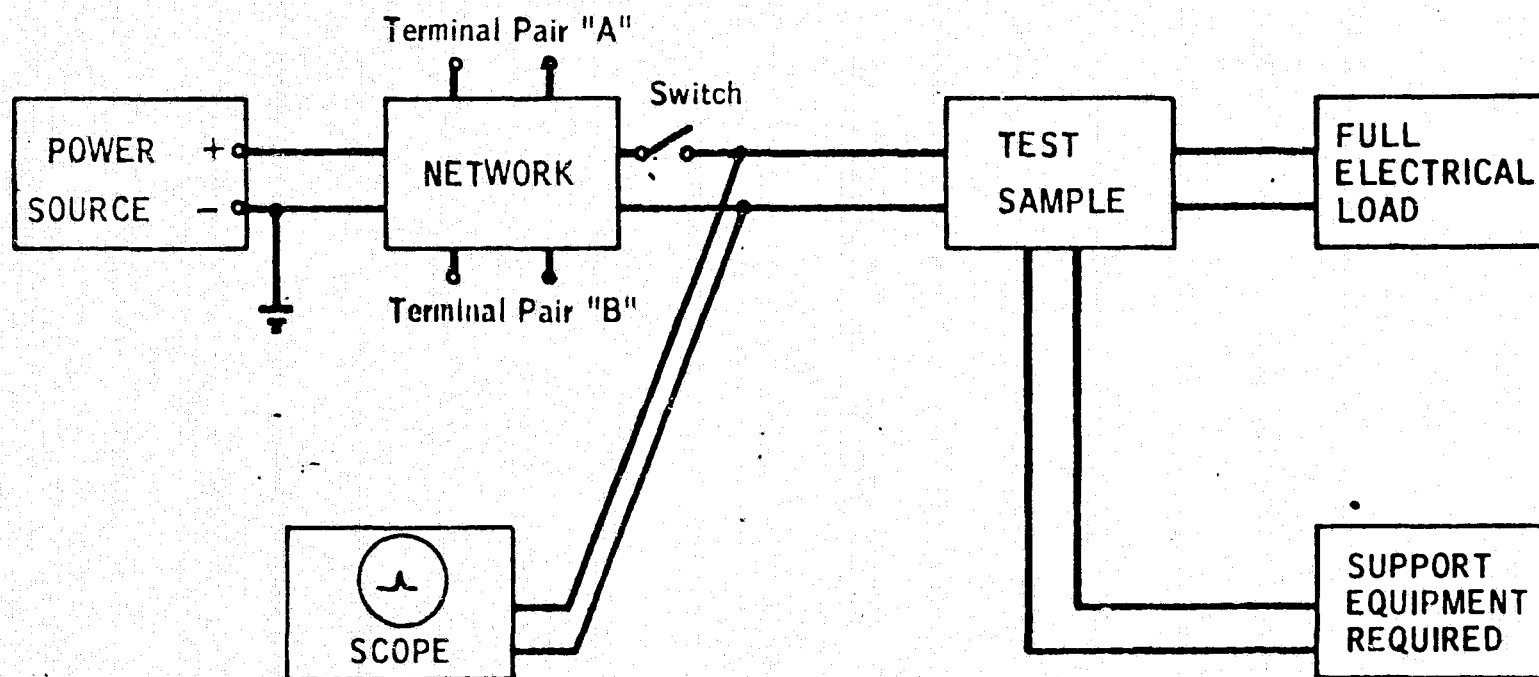 Terminal Pair "A"
Switch
POWER +
SOURCE -
NETWORK
TEST
SAMPLE
FULL
ELECTRICAL
LOAD
Terminal Pair "B"
SCOPE
SUPPORT
EQUIPMENT
REQUIRED